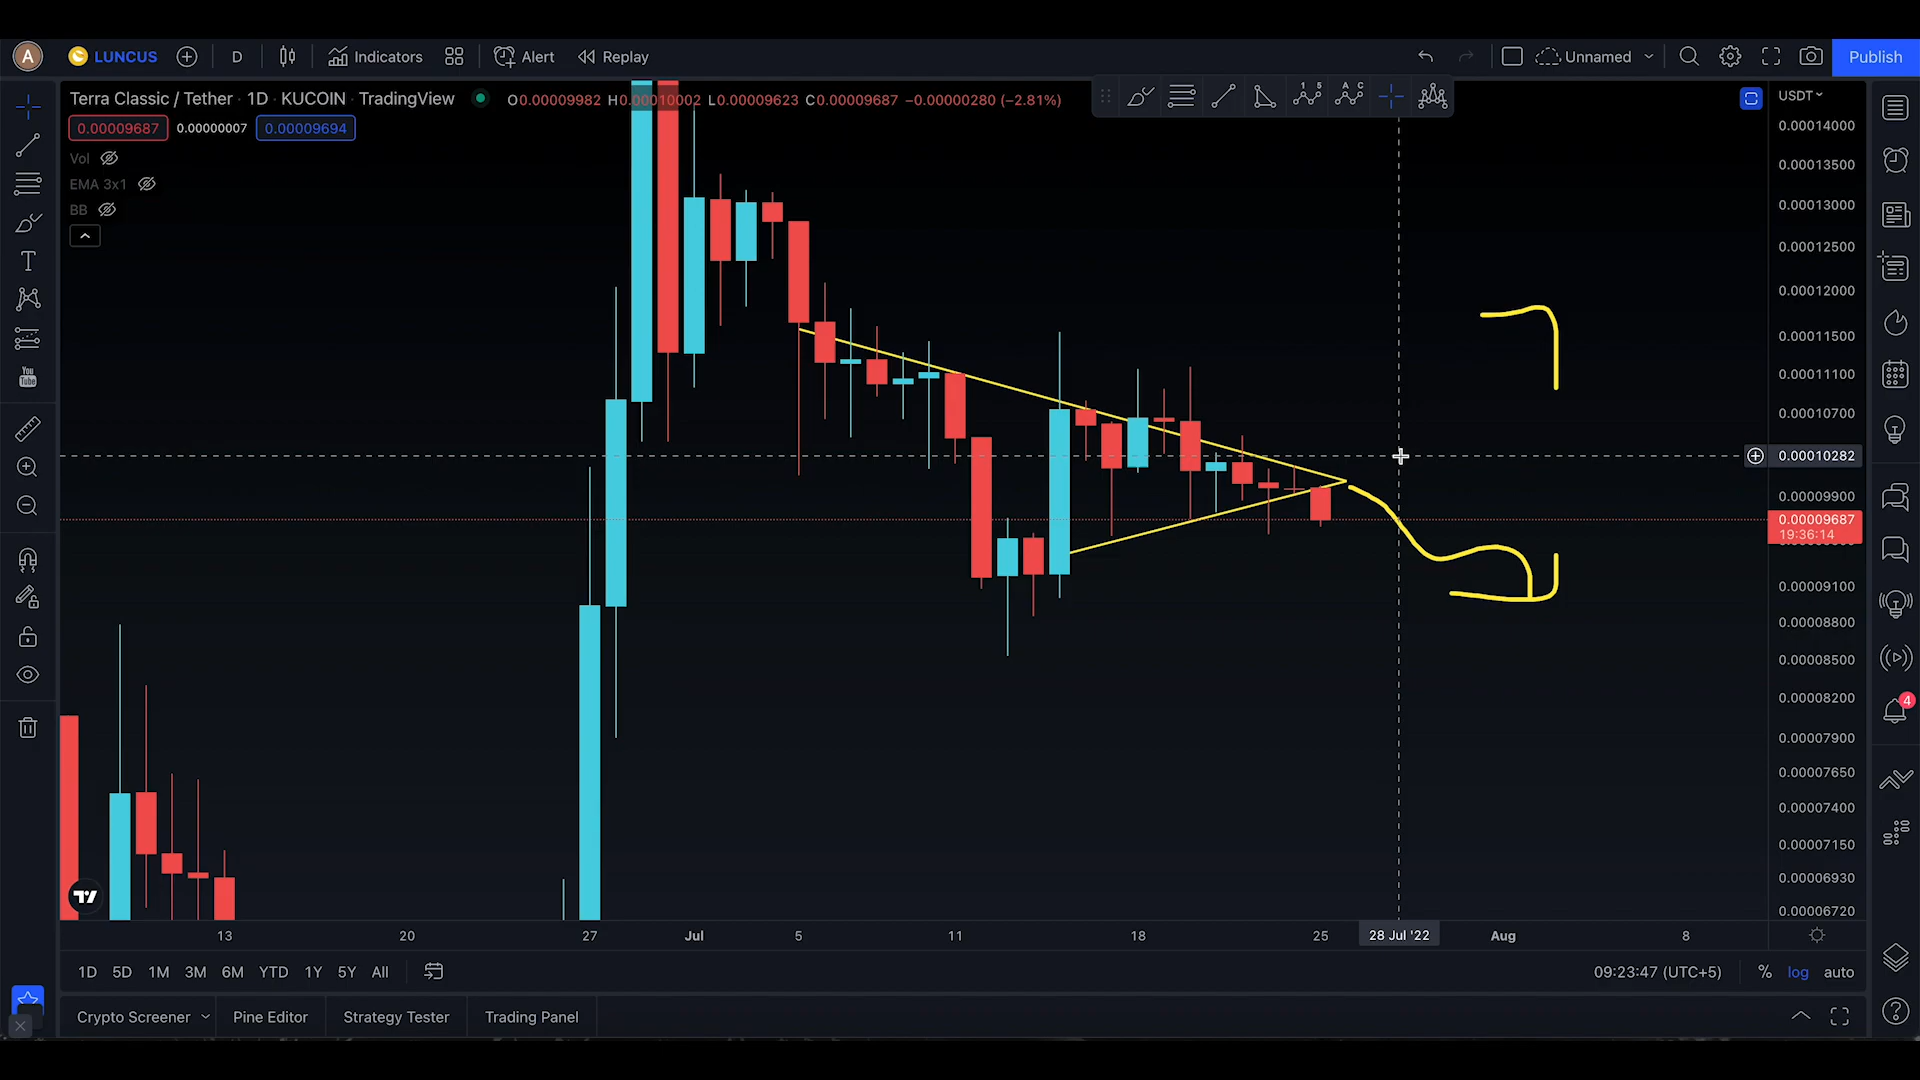 A LUNCUS D Indicators Alert Replay Unnamed Publish
Terra Classic / Tether · 1D · KUCOIN · TradingView O0.00009982 H0.00010002 L0.00009623 C0.00009687 −0.00000280 (−2.81%)
0.00009687 0.00000007 0.00009694
Vol
EMA 3x1
BB
1 5
A C
T
You
Tube
USDT
0.00014000
0.00013500
0.00013000
0.00012500
0.00012000
0.00011500
0.00011100
0.00010700
0.00010282
0.00009900
0.00009687
19:36:14
0.00009100
0.00008800
0.00008500
0.00008200
0.00007900
0.00007650
0.00007400
0.00007150
0.00006930
0.00006720
4
13 20 27 Jul 5 11 18 25 28 Jul '22 Aug 8
1D 5D 1M 3M 6M YTD 1Y 5Y All 09:23:47 (UTC+5) % log auto
Crypto Screener Pine Editor Strategy Tester Trading Panel